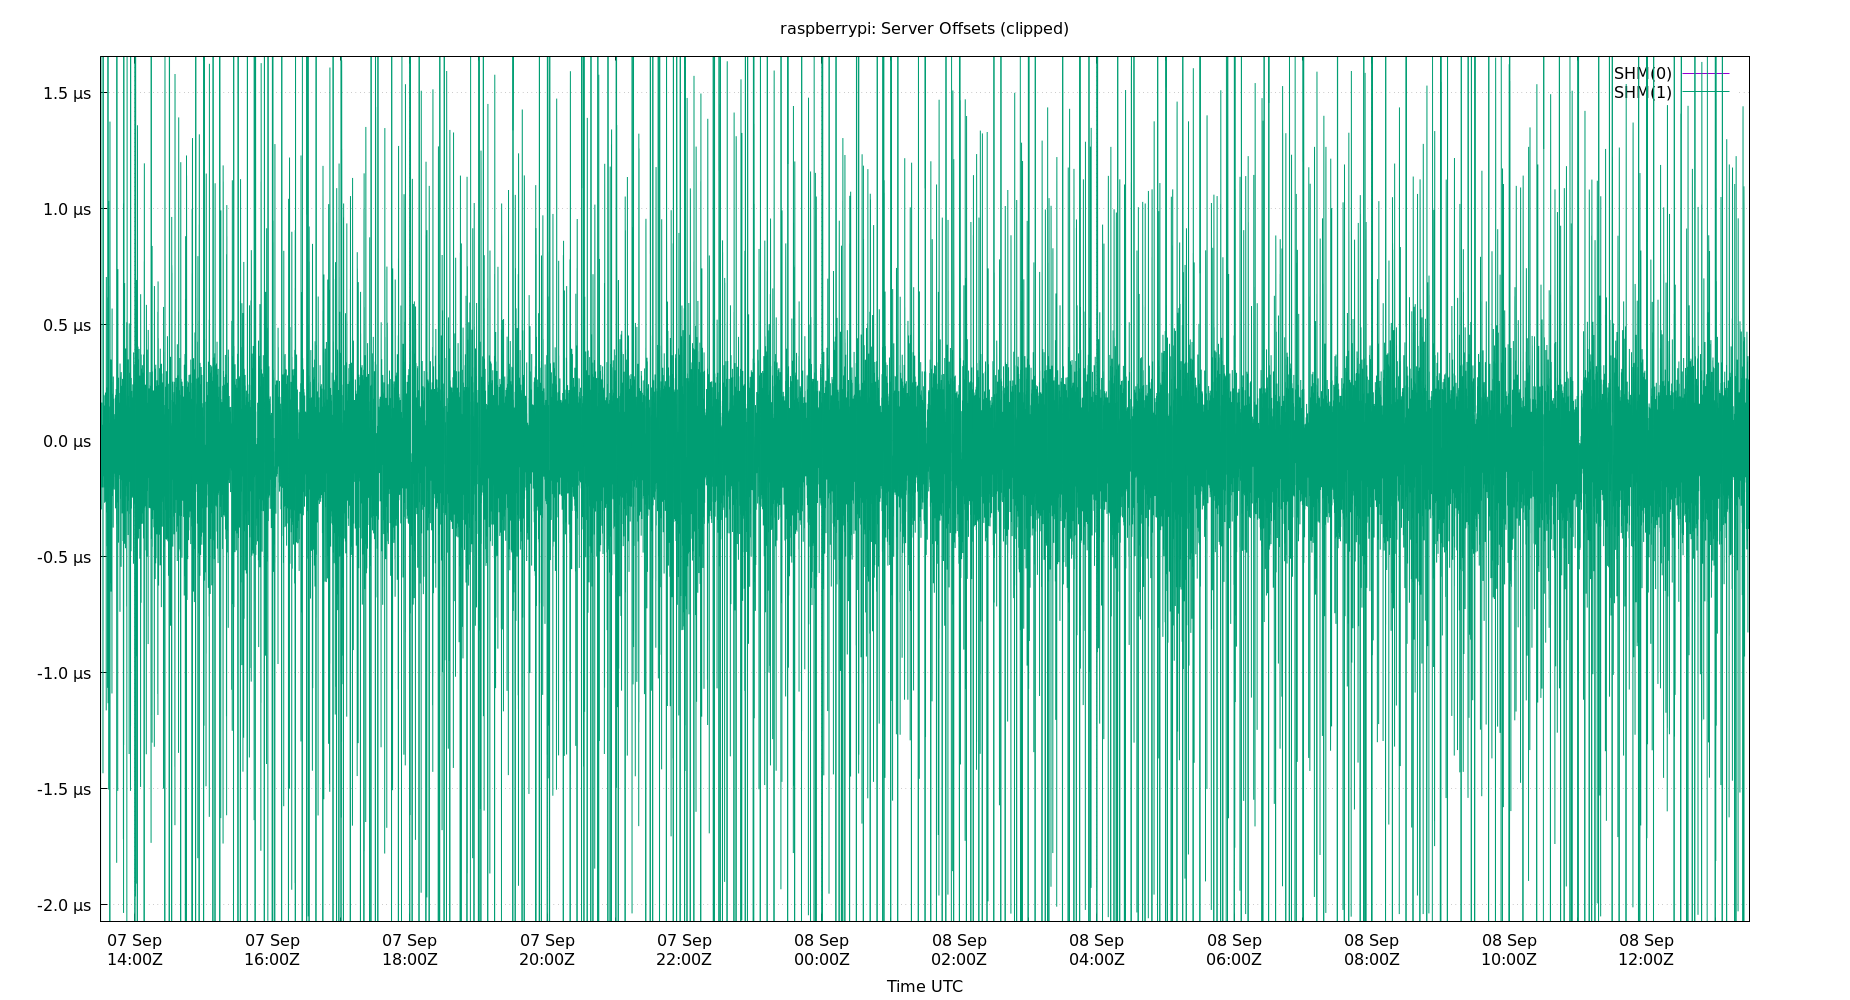 raspberrypi: Server Offsets (clipped)
SHM(0)
SHM(1)
1.5 µs
1.0 µs
0.5 µs
0.0 µs
-0.5 µs
-1.0 µs
-1.5 µs
-2.0 µs
07 Sep 07 Sep 07 Sep 07 Sep 07 Sep 08 Sep 08 Sep 08 Sep 08 Sep 08 Sep 08 Sep 08 Sep
14:00Z 16:00Z 18:00Z 20:00Z 22:00Z 00:00Z 02:00Z 04:00Z 06:00Z 08:00Z 10:00Z 12:00Z
Time UTC